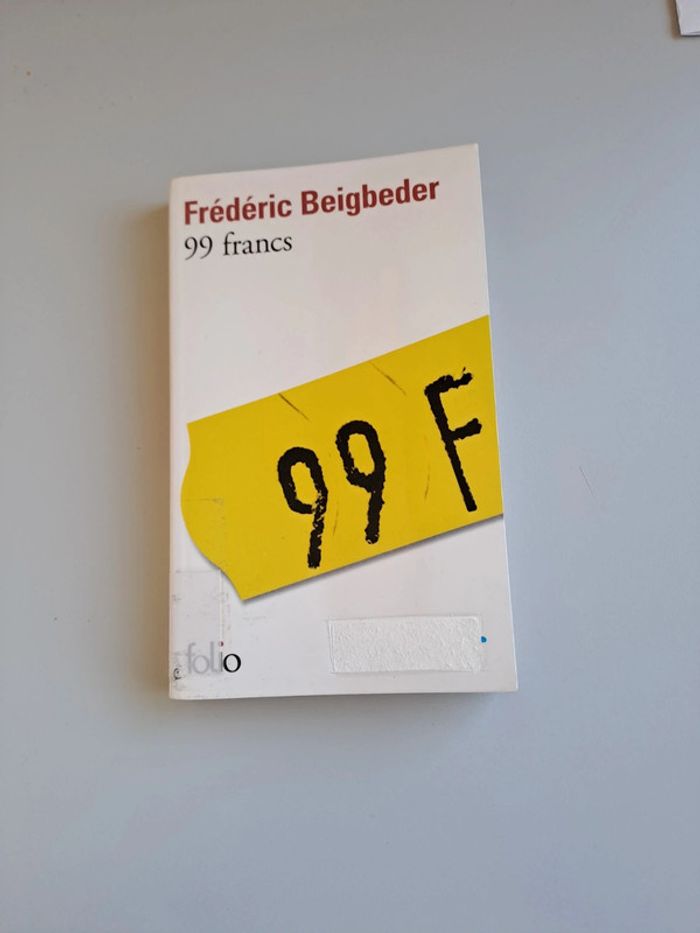 Frédéric Beigbeder
99 francs
99 F
folio